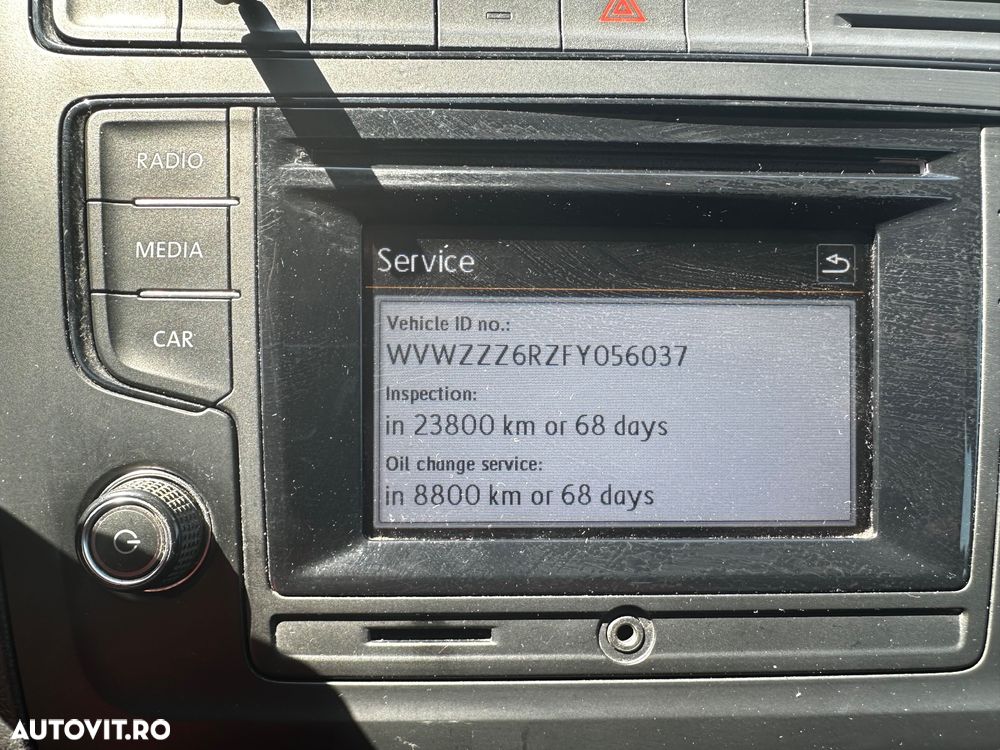 RADIO
MEDIA
CAR
Service
Vehicle ID no.:
WVWZZZ6RZFY056037
Inspection:
in 23800 km or 68 days
Oil change service:
in 8800 km or 68 days
AUTOVIT.RO